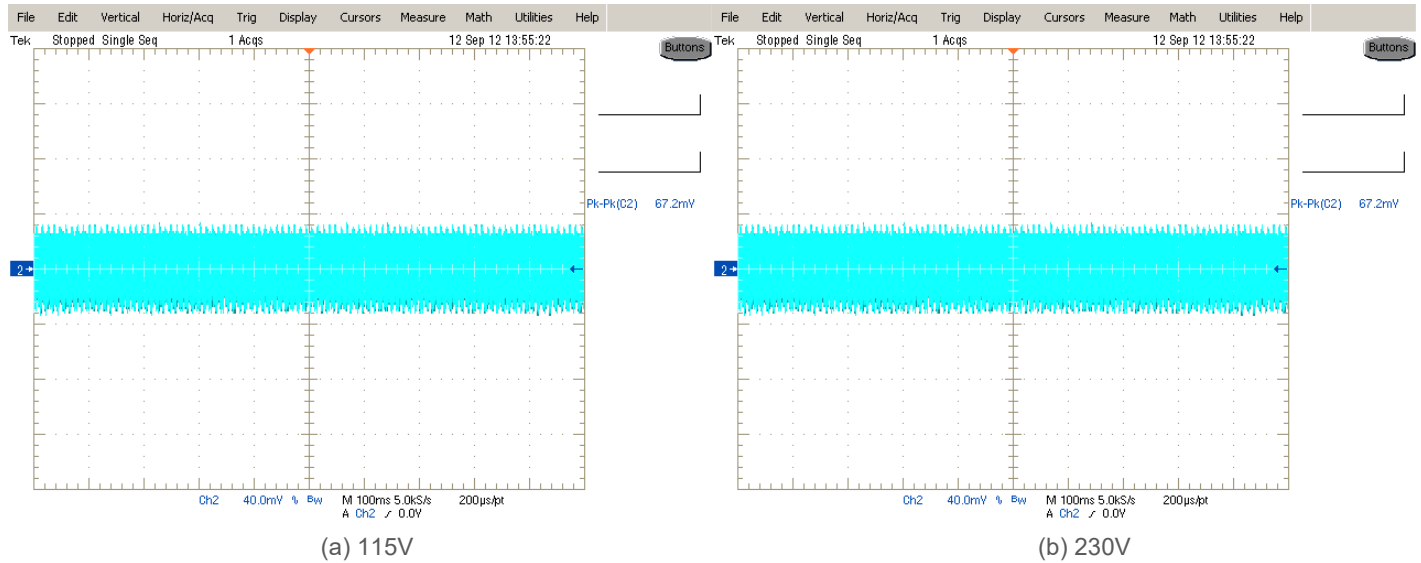 File Edit Vertical Horiz/Acq Trig Display Cursors Measure Math Utilities Help
Tek Stopped Single Seq 1 Acqs 12 Sep 12 13:55:22
Buttons
Pk-Pk(C2) 67.2mV
2
Ch2 40.0mV % Bw M 100ms 5.0kS/s 200µs/pt
A Ch2 ∕ 0.0V
(a) 115V
File Edit Vertical Horiz/Acq Trig Display Cursors Measure Math Utilities Help
Tek Stopped Single Seq 1 Acqs 12 Sep 12 13:55:22
Buttons
Pk-Pk(C2) 67.2mV
2
Ch2 40.0mV % Bw M 100ms 5.0kS/s 200µs/pt
A Ch2 ∕ 0.0V
(b) 230V